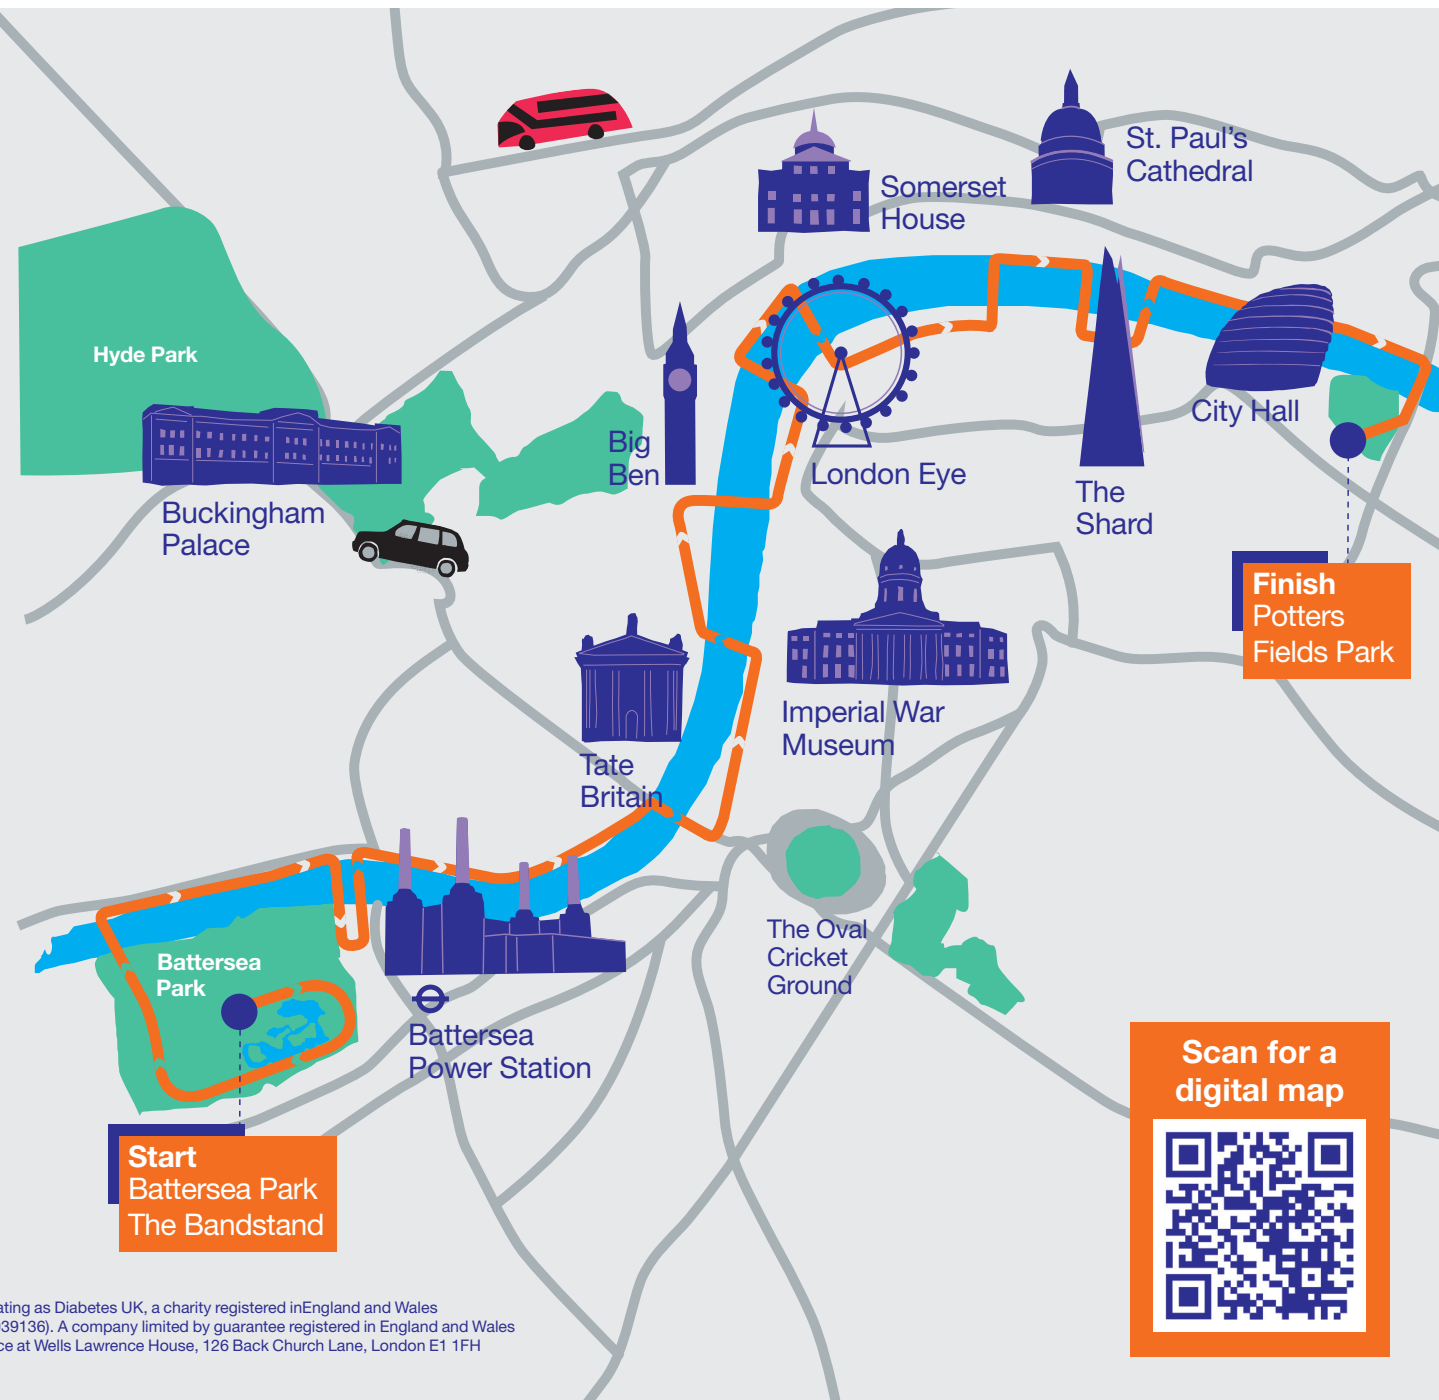 St. Paul's
Cathedral
Somerset
House
Hyde Park
Big
Ben
London Eye
City Hall
The
Shard
Buckingham
Palace
Finish
Potters
Fields Park
Imperial War
Museum
Tate
Britain
The Oval
Cricket
Ground
Battersea
Park
Battersea
Power Station
Scan for a
digital map
Start
Battersea Park
The Bandstand
ating as Diabetes UK, a charity registered inEngland and Wales
39136). A company limited by guarantee registered in England and Wales
ce at Wells Lawrence House, 126 Back Church Lane, London E1 1FH